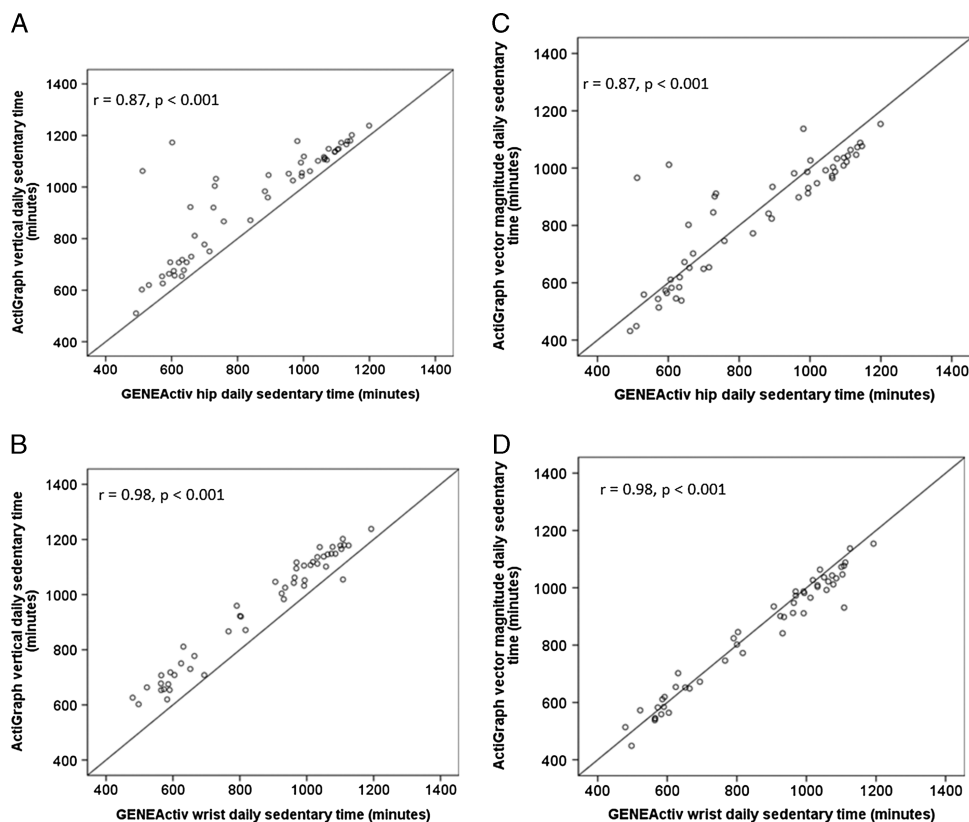 A
ActiGraph vertical daily sedentary time
(minutes)
1400
1200
1000
800
600
400
r = 0.87, p < 0.001
400 600 800 1000 1200 1400
GENEActiv hip daily sedentary time (minutes)
C
ActiGraph vector magnitude daily sedentary
time (minutes)
1400
1200
1000
800
600
400
r = 0.87, p < 0.001
400 600 800 1000 1200 1400
GENEActiv hip daily sedentary time (minutes)
B
ActiGraph vertical daily sedentary time
(minutes)
1400
1200
1000
800
600
400
r = 0.98, p < 0.001
400 600 800 1000 1200 1400
GENEActiv wrist daily sedentary time (minutes)
D
ActiGraph vector magnitude daily sedentary
time (minutes)
1400
1200
1000
800
600
400
r = 0.98, p < 0.001
400 600 800 1000 1200 1400
GENEActiv wrist daily sedentary time (minutes)